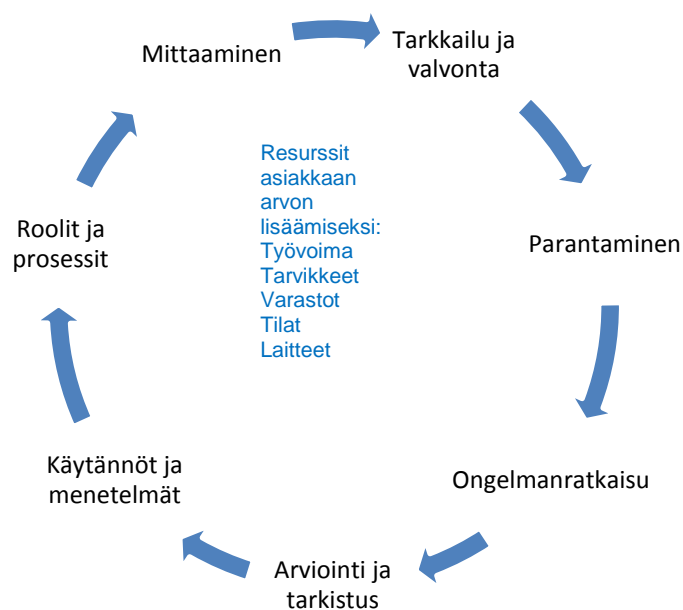 Mittaaminen
Tarkkailu ja
valvonta
Parantaminen
Ongelmanratkaisu
Arviointi ja
tarkistus
Käytännöt ja
menetelmät
Roolit ja
prosessit
Resurssit
asiakkaan
arvon
lisäämiseksi:
Työvoima
Tarvikkeet
Varastot
Tilat
Laitteet